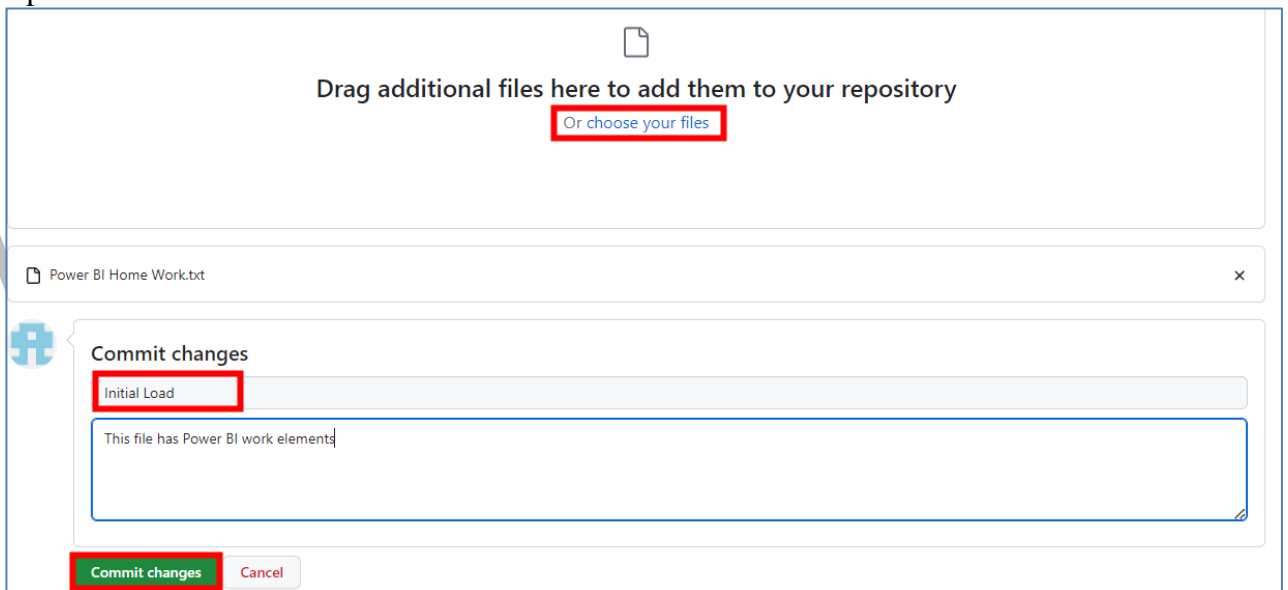 Drag additional files here to add them to your repository
Or choose your files
Power BI Home Work.txt
Commit changes
Initial Load
This file has Power BI work elements
Commit changes
Cancel